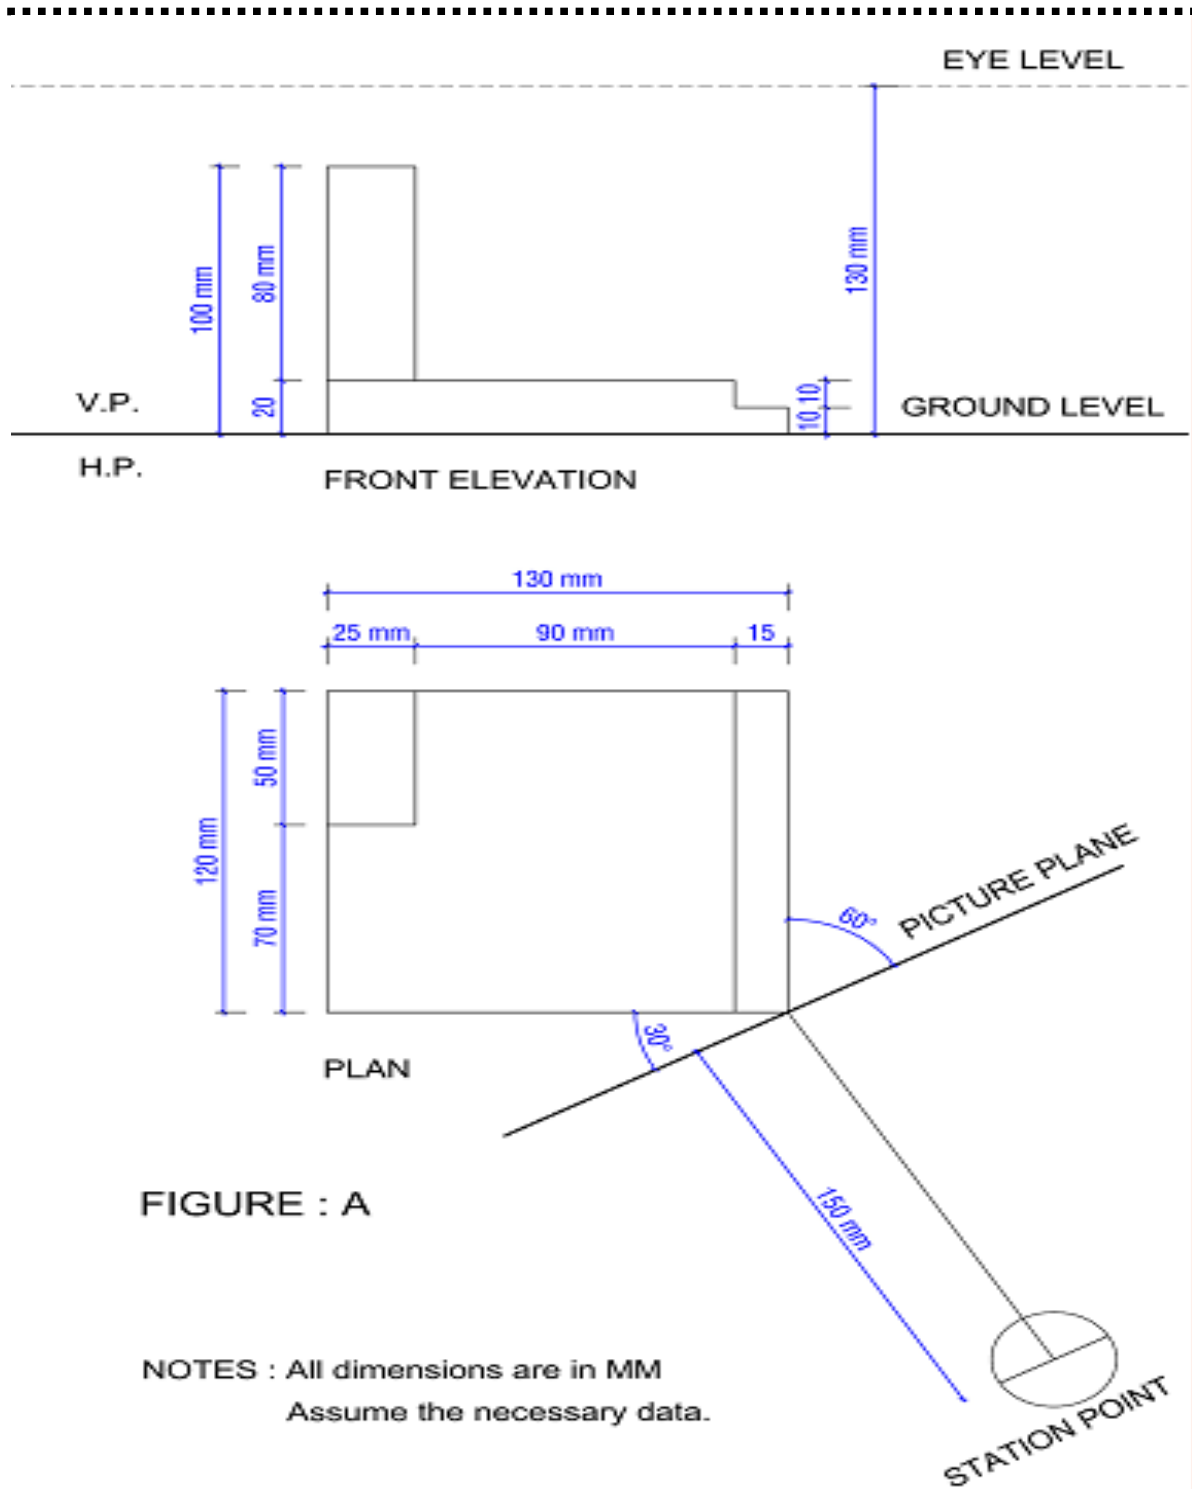 EYE LEVEL
100 mm
80 mm
20
130 mm
10 10
V.P.
GROUND LEVEL
H.P.
FRONT ELEVATION
130 mm
25 mm 90 mm 15
120 mm
50 mm
70 mm
60°
PICTURE PLANE
30°
PLAN
150 mm
FIGURE : A
NOTES : All dimensions are in MM
Assume the necessary data.
STATION POINT